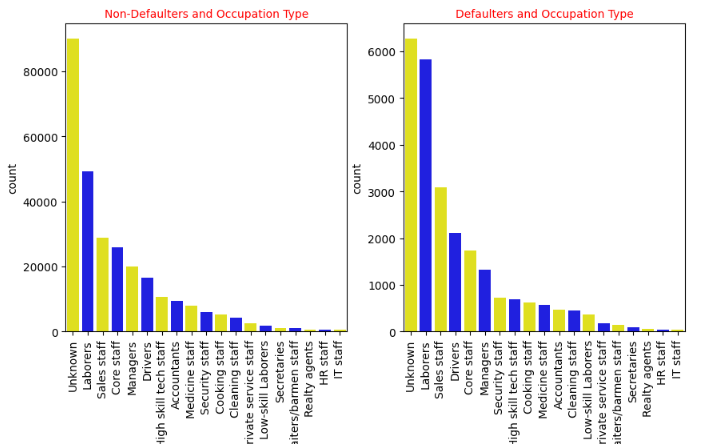 Non-Defaulters and Occupation Type
count
80000
60000
40000
20000
0
Unknown
Laborers
Sales staff
Core staff
Managers
Drivers
High skill tech staff
Accountants
Medicine staff
Security staff
Cooking staff
Cleaning staff
rivate service staff
Low-skill Laborers
Secretaries
aiters/barmen staff
Realty agents
HR staff
IT staff
Defaulters and Occupation Type
count
6000
5000
4000
3000
2000
1000
0
Unknown
Laborers
Sales staff
Drivers
Core staff
Managers
Security staff
High skill tech staff
Cooking staff
Medicine staff
Accountants
Cleaning staff
Low-skill Laborers
rivate service staff
aiters/barmen staff
Secretaries
Realty agents
HR staff
IT staff